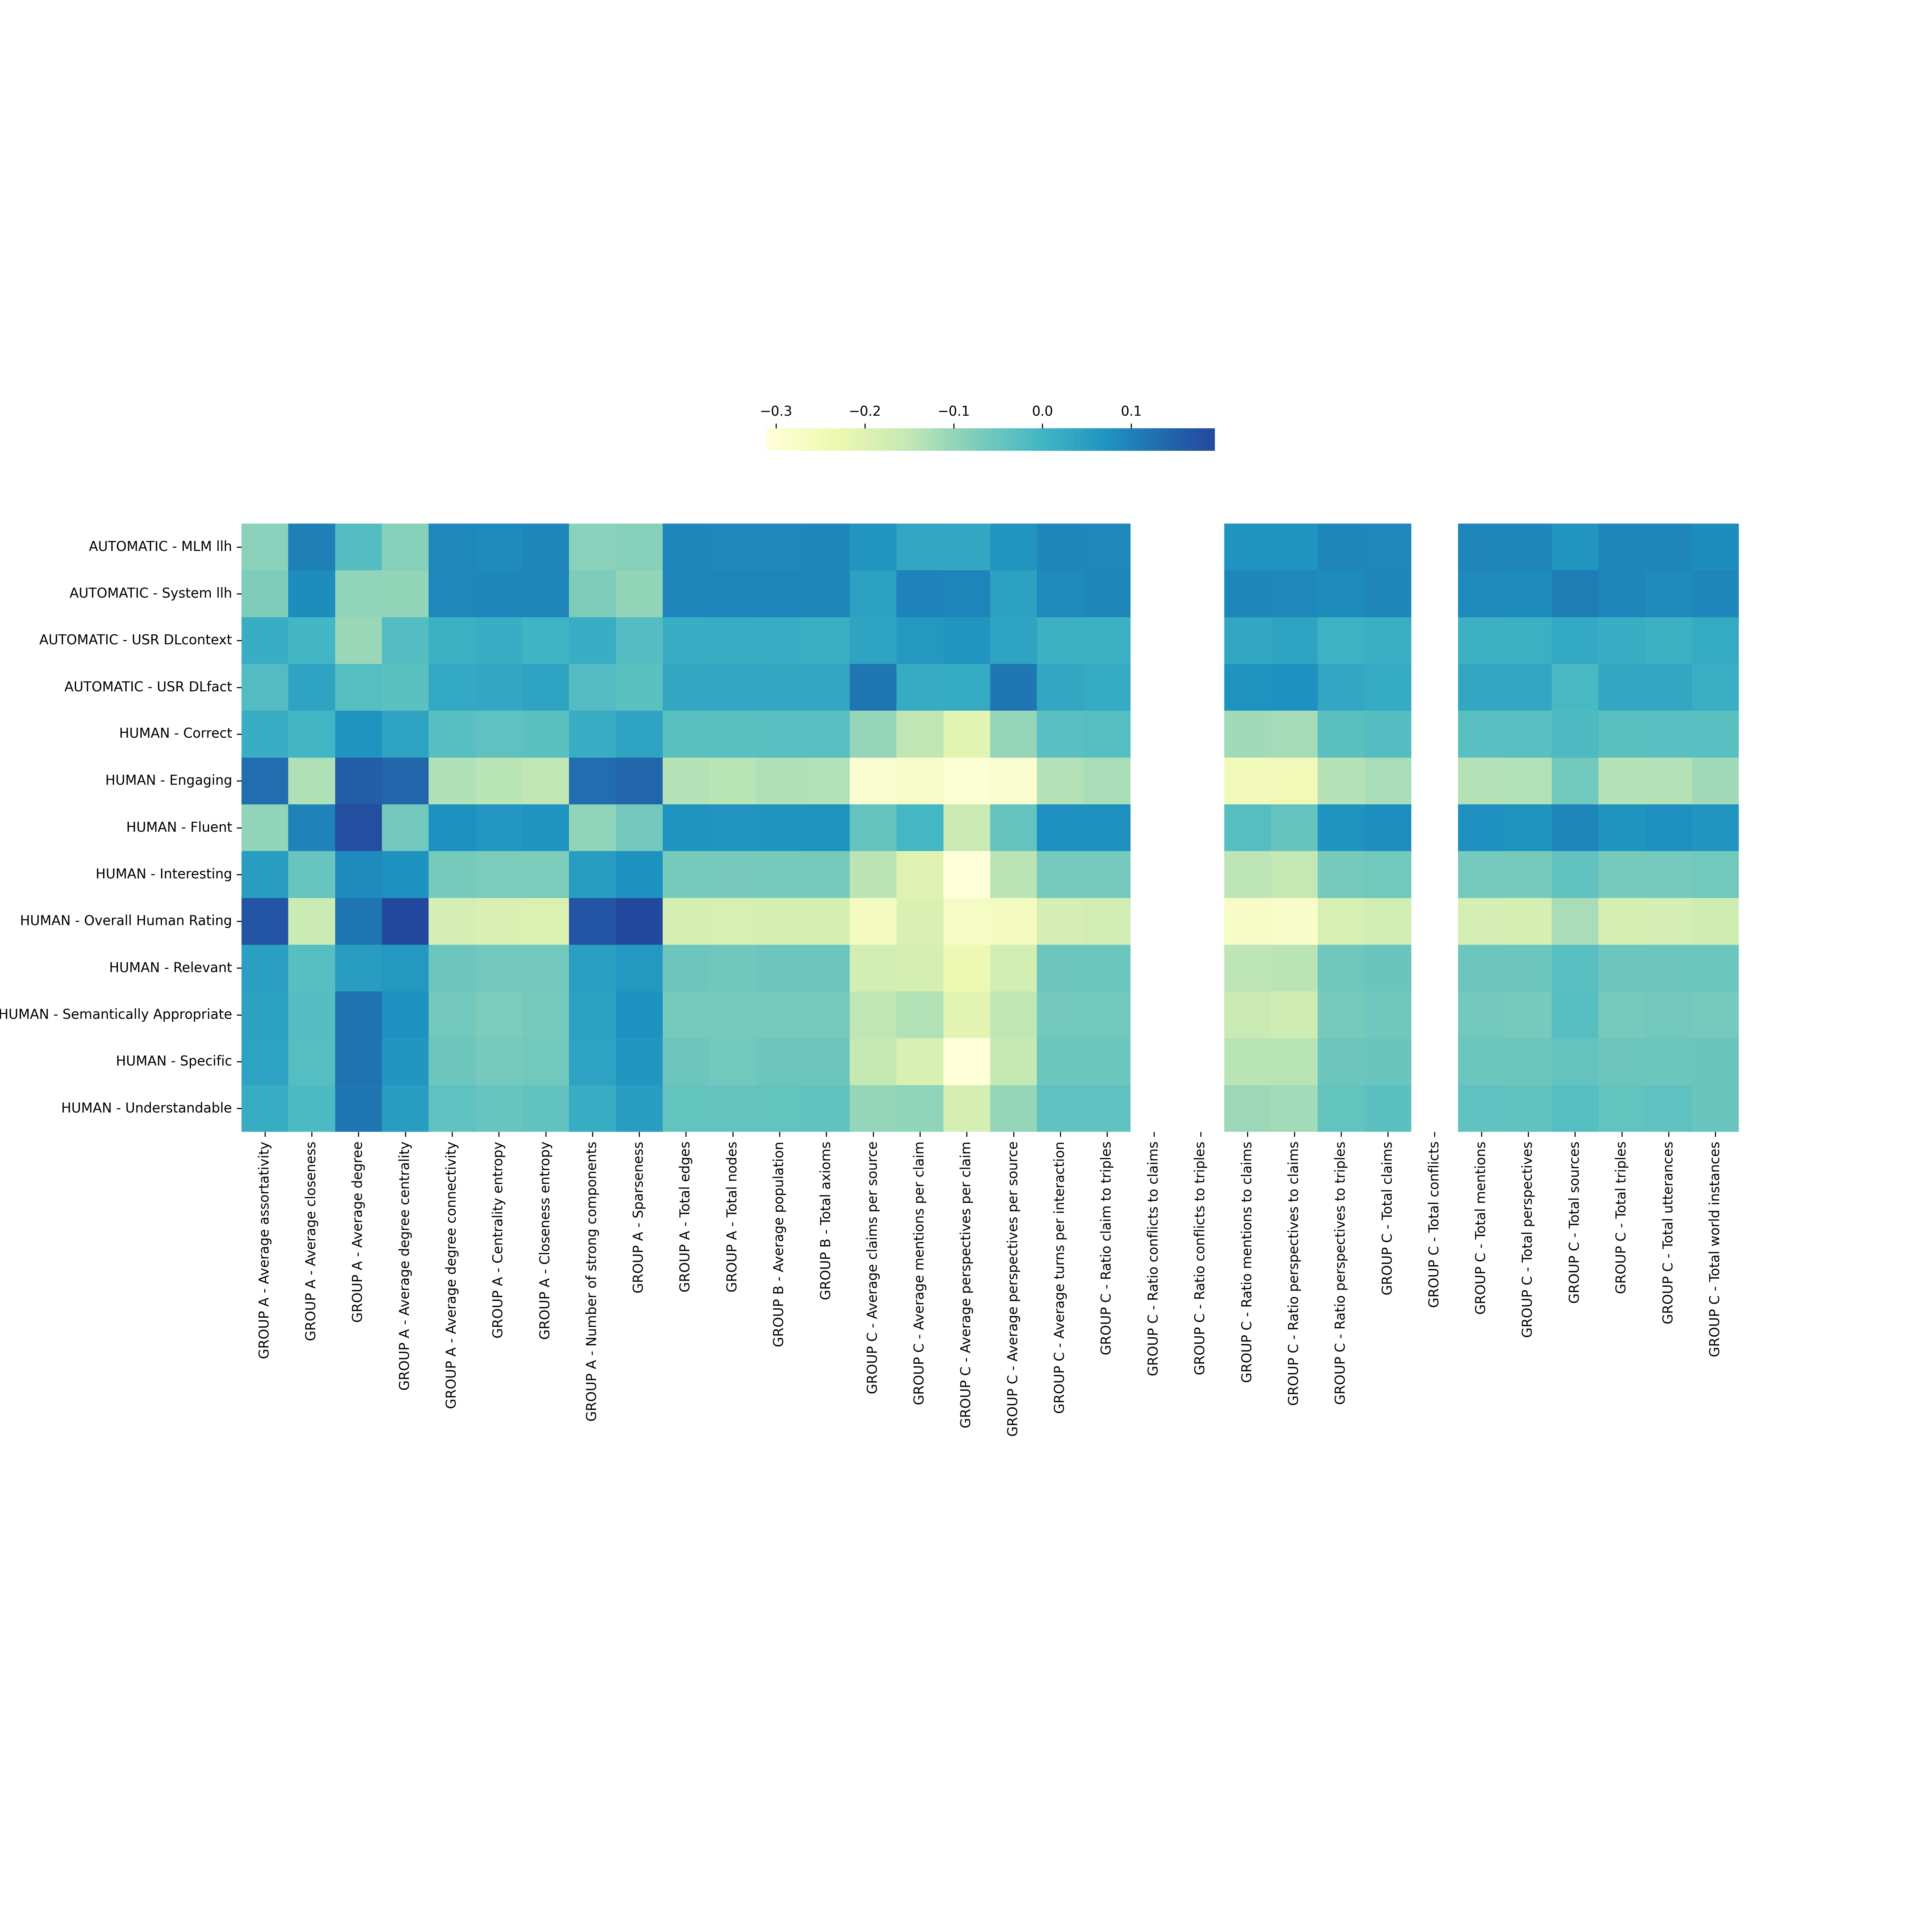 −0.3 −0.2 −0.1 0.0 0.1
AUTOMATIC - MLM llh
AUTOMATIC - System llh
AUTOMATIC - USR DLcontext
AUTOMATIC - USR DLfact
HUMAN - Correct
HUMAN - Engaging
HUMAN - Fluent
HUMAN - Interesting
HUMAN - Overall Human Rating
HUMAN - Relevant
HUMAN - Semantically Appropriate
HUMAN - Specific
HUMAN - Understandable
GROUP A - Average assortativity
GROUP A - Average closeness
GROUP A - Average degree
GROUP A - Average degree centrality
GROUP A - Average degree connectivity
GROUP A - Centrality entropy
GROUP A - Closeness entropy
GROUP A - Number of strong components
GROUP A - Sparseness
GROUP A - Total edges
GROUP A - Total nodes
GROUP B - Average population
GROUP B - Total axioms
GROUP C - Average claims per source
GROUP C - Average mentions per claim
GROUP C - Average perspectives per claim
GROUP C - Average perspectives per source
GROUP C - Average turns per interaction
GROUP C - Ratio claim to triples
GROUP C - Ratio conflicts to claims
GROUP C - Ratio conflicts to triples
GROUP C - Ratio mentions to claims
GROUP C - Ratio perspectives to claims
GROUP C - Ratio perspectives to triples
GROUP C - Total claims
GROUP C - Total conflicts
GROUP C - Total mentions
GROUP C - Total perspectives
GROUP C - Total sources
GROUP C - Total triples
GROUP C - Total utterances
GROUP C - Total world instances